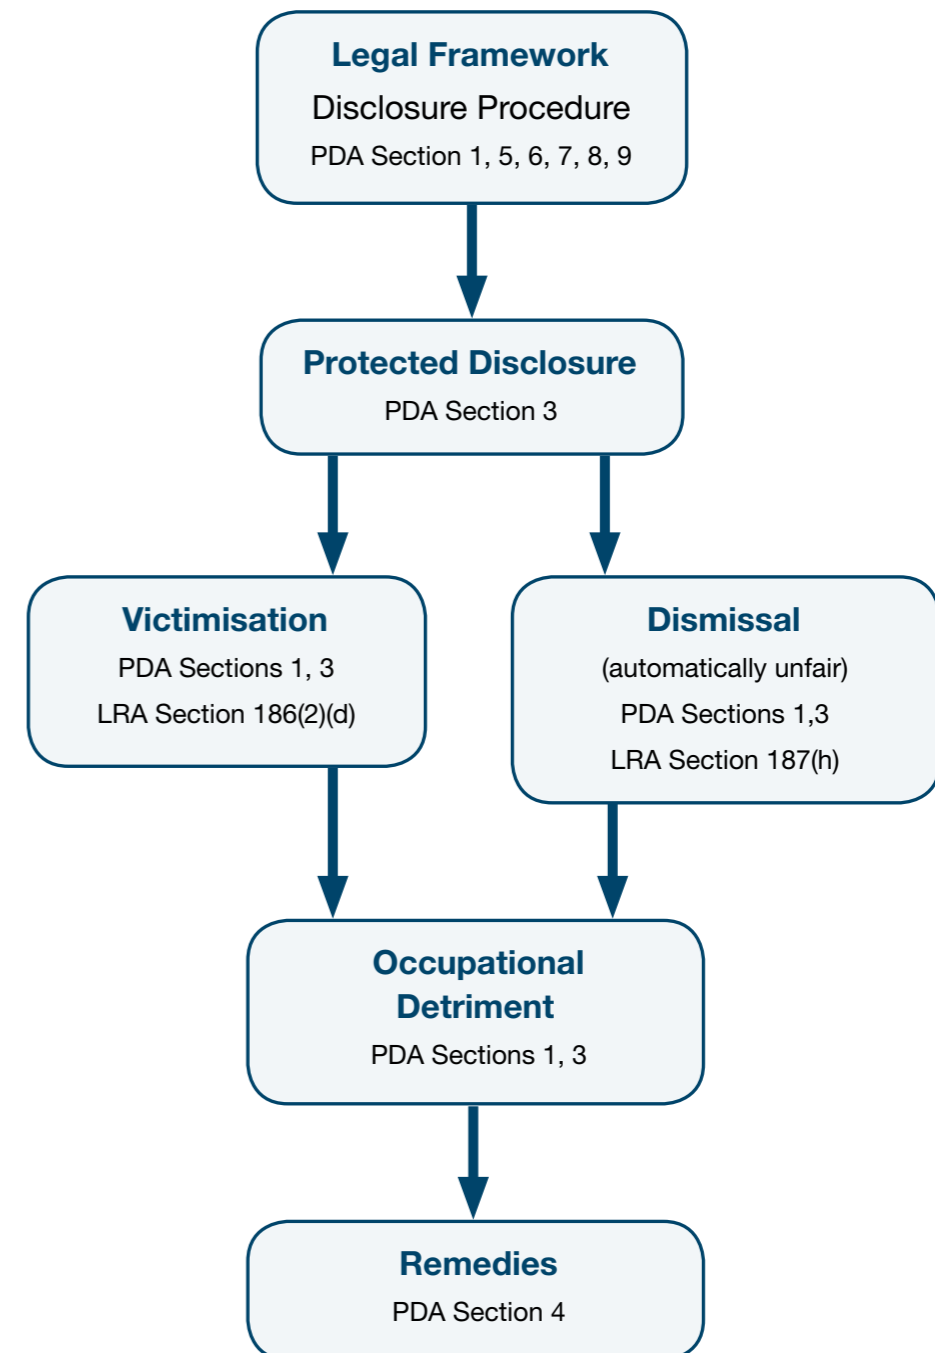 Legal Framework
Disclosure Procedure
PDA Section 1, 5, 6, 7, 8, 9
Protected Disclosure
PDA Section 3
Victimisation
PDA Sections 1, 3
LRA Section 186(2)(d)
Dismissal
(automatically unfair)
PDA Sections 1,3
LRA Section 187(h)
Occupational
Detriment
PDA Sections 1, 3
Remedies
PDA Section 4